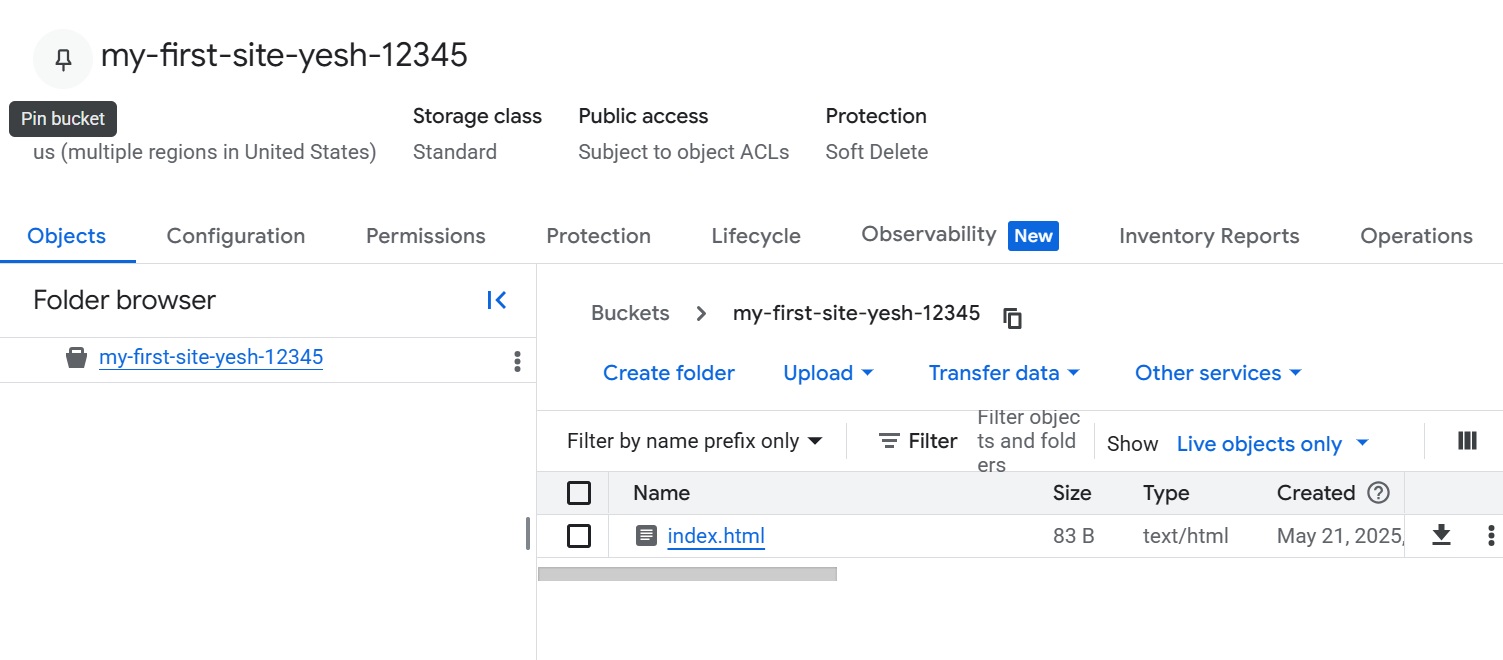 my-first-site-yesh-12345
Pin bucket
Storage class
Public access
Protection
us (multiple regions in United States)
Standard
Subject to object ACLs
Soft Delete
Objects
Configuration
Permissions
Protection
Lifecycle
Observability New
Inventory Reports
Operations
Folder browser
my-first-site-yesh-12345
Buckets > my-first-site-yesh-12345
Create folder
Upload
Transfer data
Other services
Filter by name prefix only
Filter
Filter objec
ts and fold
ers
Show Live objects only
Name Size Type Created
index.html 83 B text/html May 21, 2025,